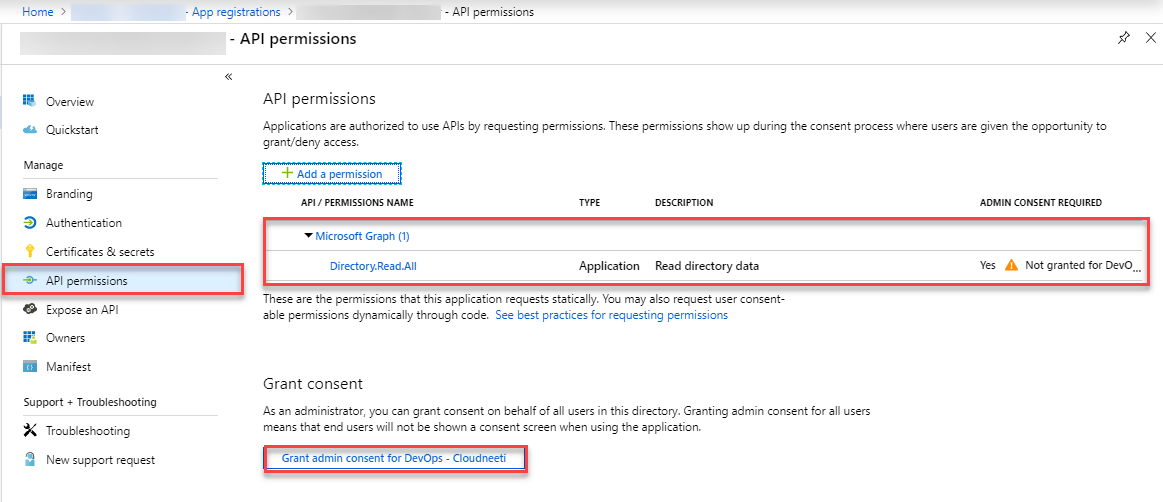 Home > - App registrations > - API permissions
- API permissions
«
Overview
Quickstart
Manage
Branding
Authentication
Certificates & secrets
API permissions
Expose an API
Owners
Manifest
Support + Troubleshooting
Troubleshooting
New support request
API permissions
Applications are authorized to use APIs by requesting permissions. These permissions show up during the consent process where users are given the opportunity to
grant/deny access.
+ Add a permission
API / PERMISSIONS NAME TYPE DESCRIPTION ADMIN CONSENT REQUIRED
Microsoft Graph (1)
Directory.Read.All Application Read directory data Yes Not granted for DevO...
These are the permissions that this application requests statically. You may also request user consent-
able permissions dynamically through code. See best practices for requesting permissions
Grant consent
As an administrator, you can grant consent on behalf of all users in this directory. Granting admin consent for all users
means that end users will not be shown a consent screen when using the application.
Grant admin consent for DevOps - Cloudneeti